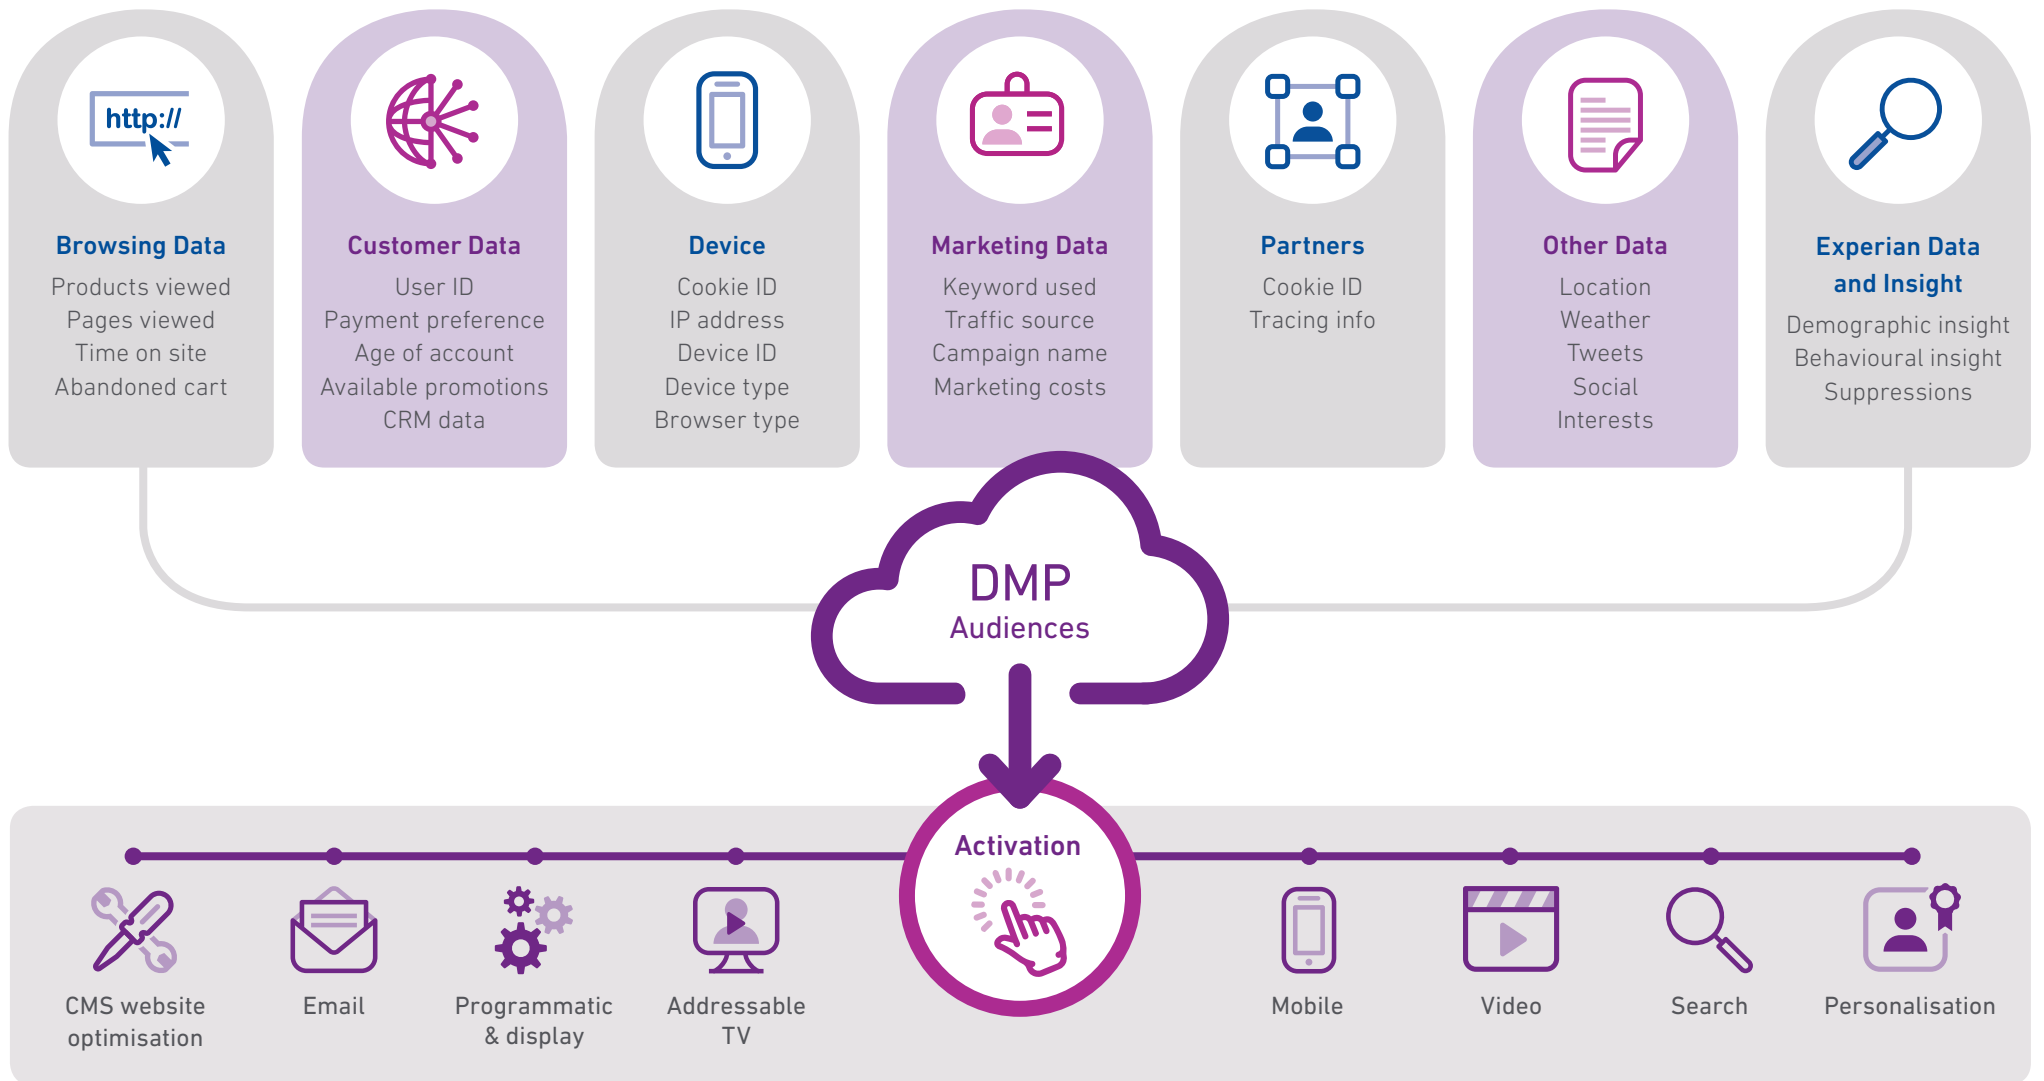 http://
Browsing Data
Products viewed
Pages viewed
Time on site
Abandoned cart
Customer Data
User ID
Payment preference
Age of account
Available promotions
CRM data
Device
Cookie ID
IP address
Device ID
Device type
Browser type
Marketing Data
Keyword used
Traffic source
Campaign name
Marketing costs
Partners
Cookie ID
Tracing info
Other Data
Location
Weather
Tweets
Social
Interests
Experian Data
and Insight
Demographic insight
Behavioural insight
Suppressions
DMP
Audiences
Activation
CMS website
optimisation
Email
Programmatic
& display
Addressable
TV
Mobile
Video
Search
Personalisation